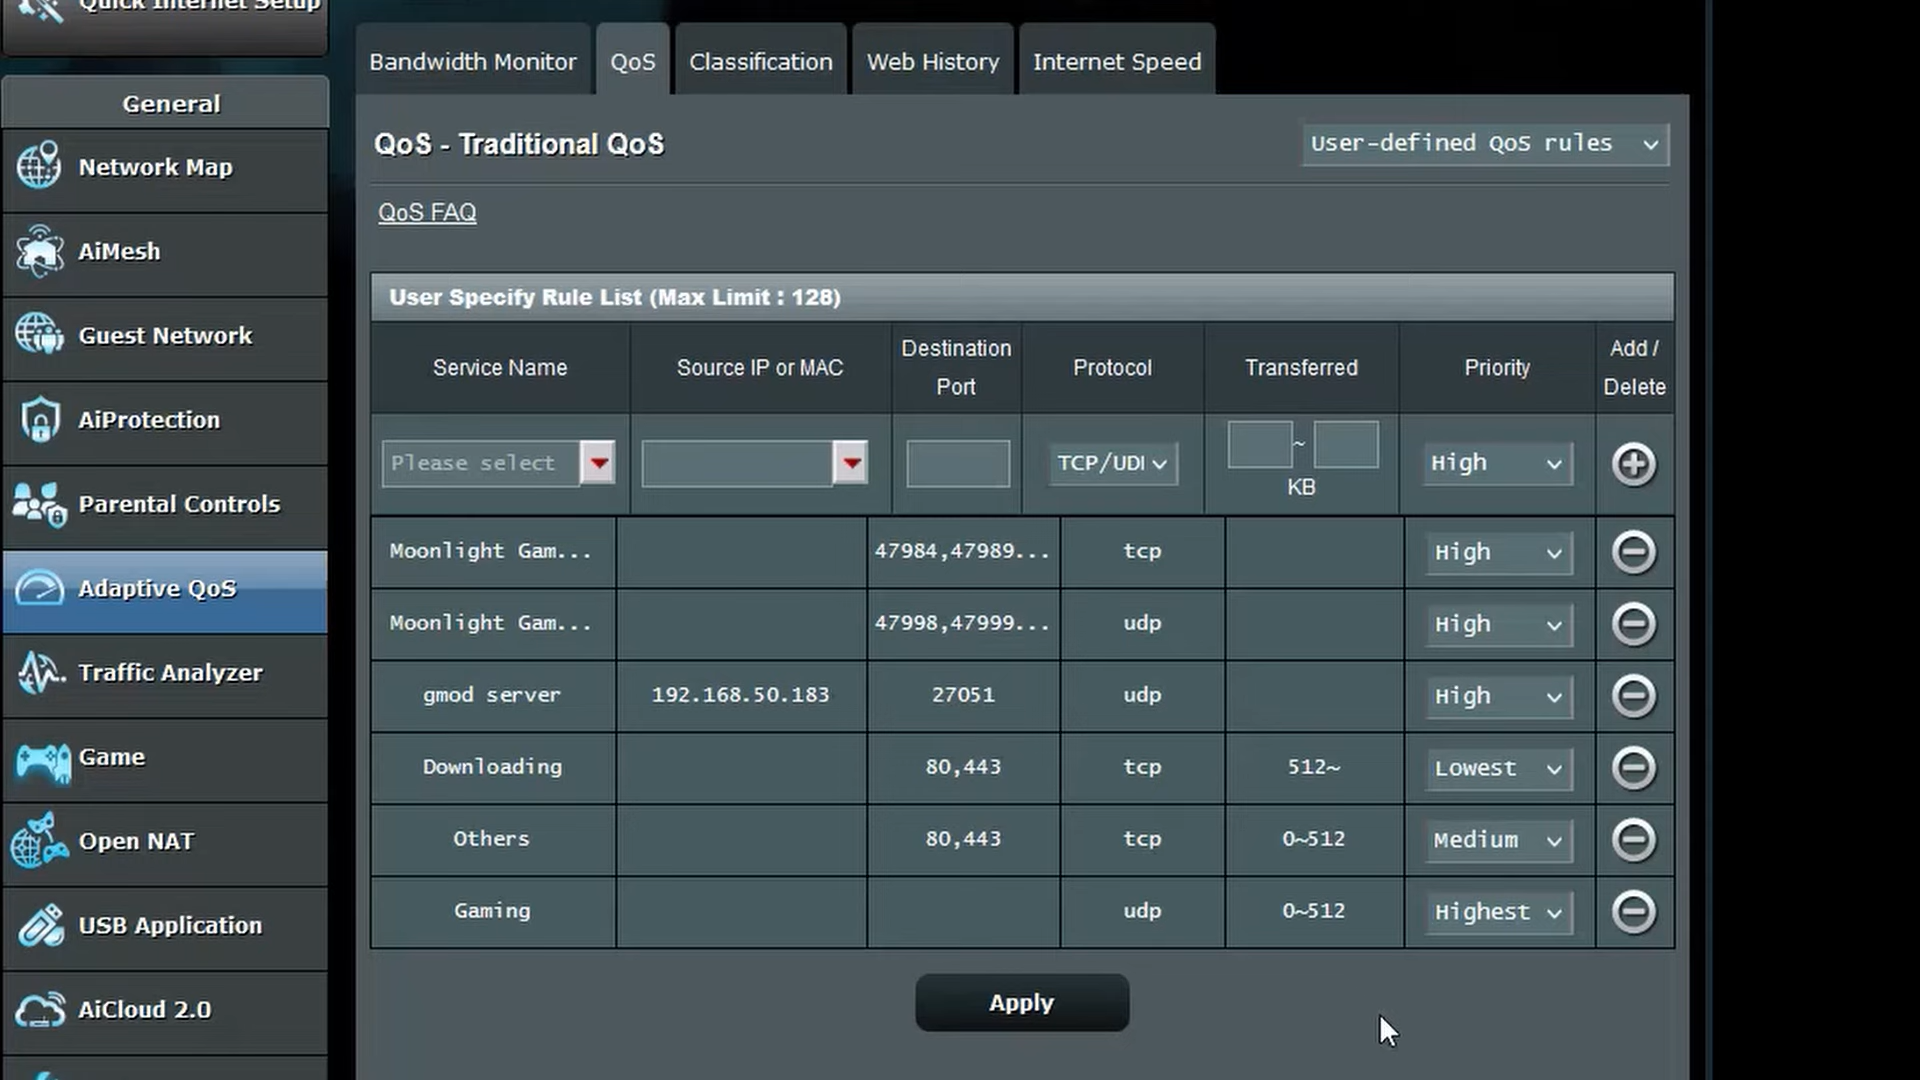 Quick Internet Setup
General
Network Map
AiMesh
Guest Network
AiProtection
Parental Controls
Adaptive QoS
Traffic Analyzer
Game
Open NAT
USB Application
AiCloud 2.0
Bandwidth Monitor QoS Classification Web History Internet Speed
QoS - Traditional QoS User-defined QoS rules
QoS FAQ
User Specify Rule List (Max Limit : 128)
Service Name Source IP or MAC Destination Port Protocol Transferred Priority Add / Delete
Please select TCP/UDI ~ KB High
Moonlight Gam... 47984,47989... tcp High
Moonlight Gam... 47998,47999... udp High
gmod server 192.168.50.183 27051 udp High
Downloading 80,443 tcp 512~ Lowest
Others 80,443 tcp 0~512 Medium
Gaming udp 0~512 Highest
Apply